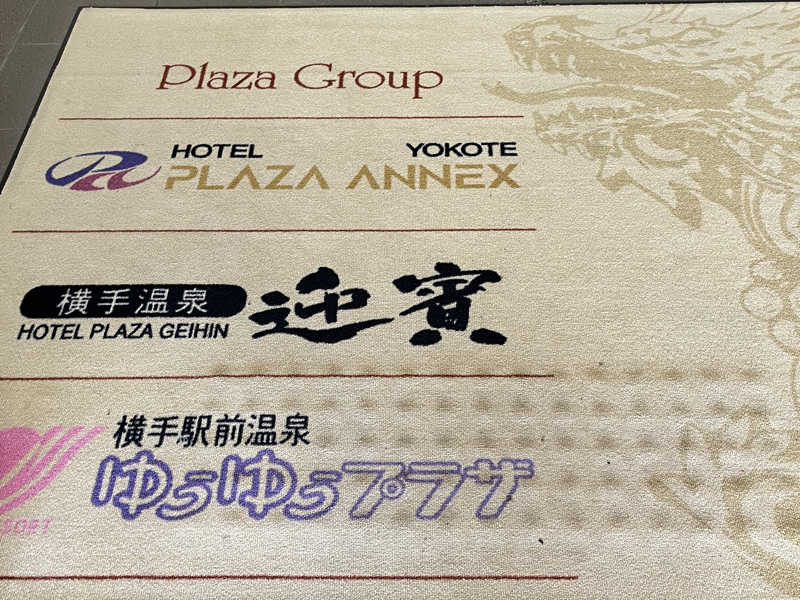 Plaza Group
HOTEL YOKOTE
PLAZA ANNEX
横手温泉
HOTEL PLAZA GEIHIN
迎賓
横手駅前温泉
ゆうゆうプラザ